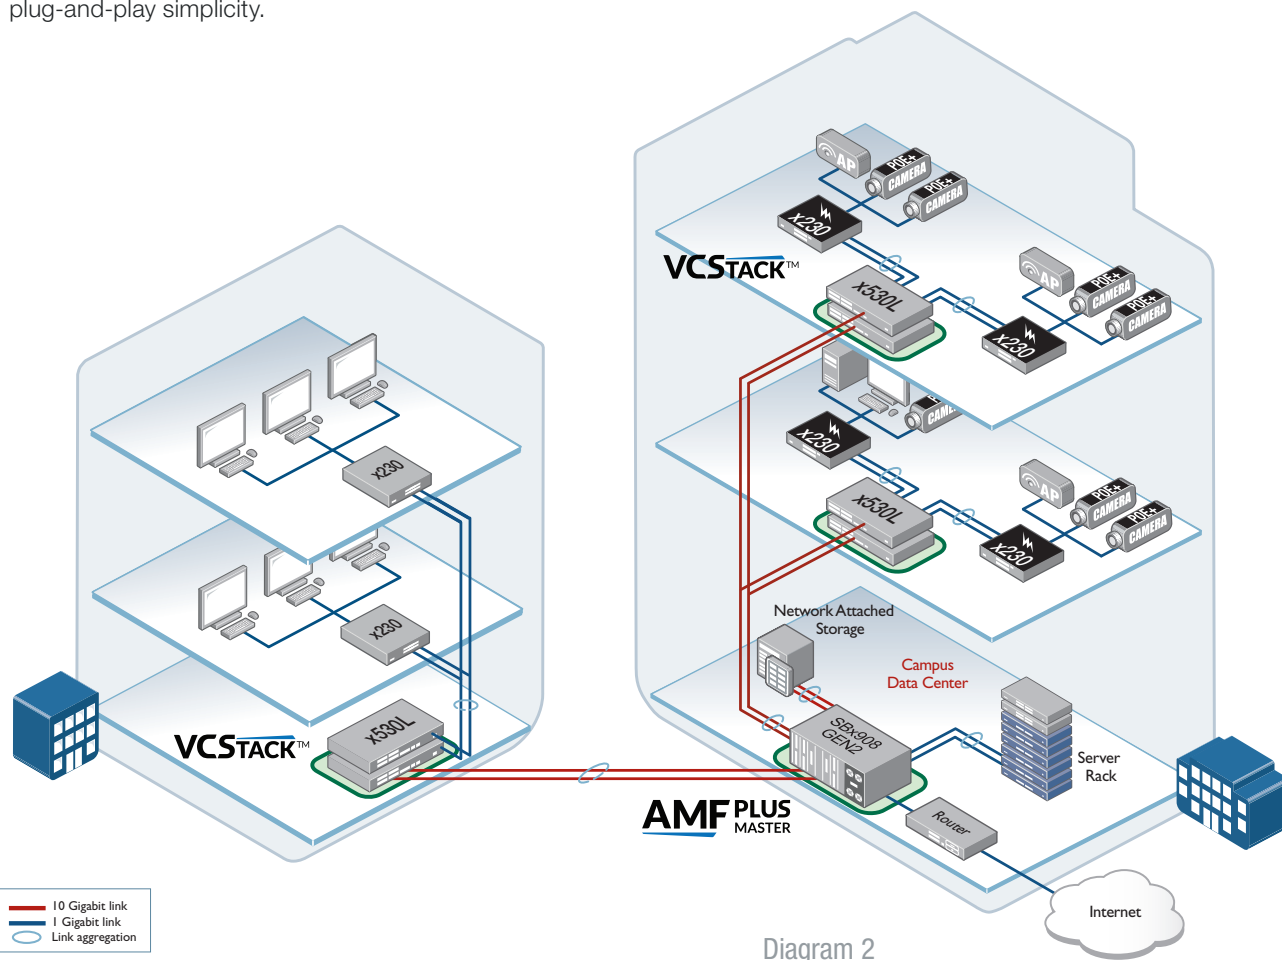 plug-and-play simplicity.
AP
POE+
CAMERA
POE+
CAMERA
x230
VCSTACK™
x530L
AP
POE+
CAMERA
POE+
CAMERA
x230
x230
x530L
AP
POE+
CAMERA
POE+
CAMERA
x230
x230
x230
Network Attached
Storage
Campus
Data Center
SBx908
GEN2
Server
Rack
VCSTACK™
x530L
AMF PLUS
MASTER
Router
Internet
10 Gigabit link
1 Gigabit link
Link aggregation
Diagram 2